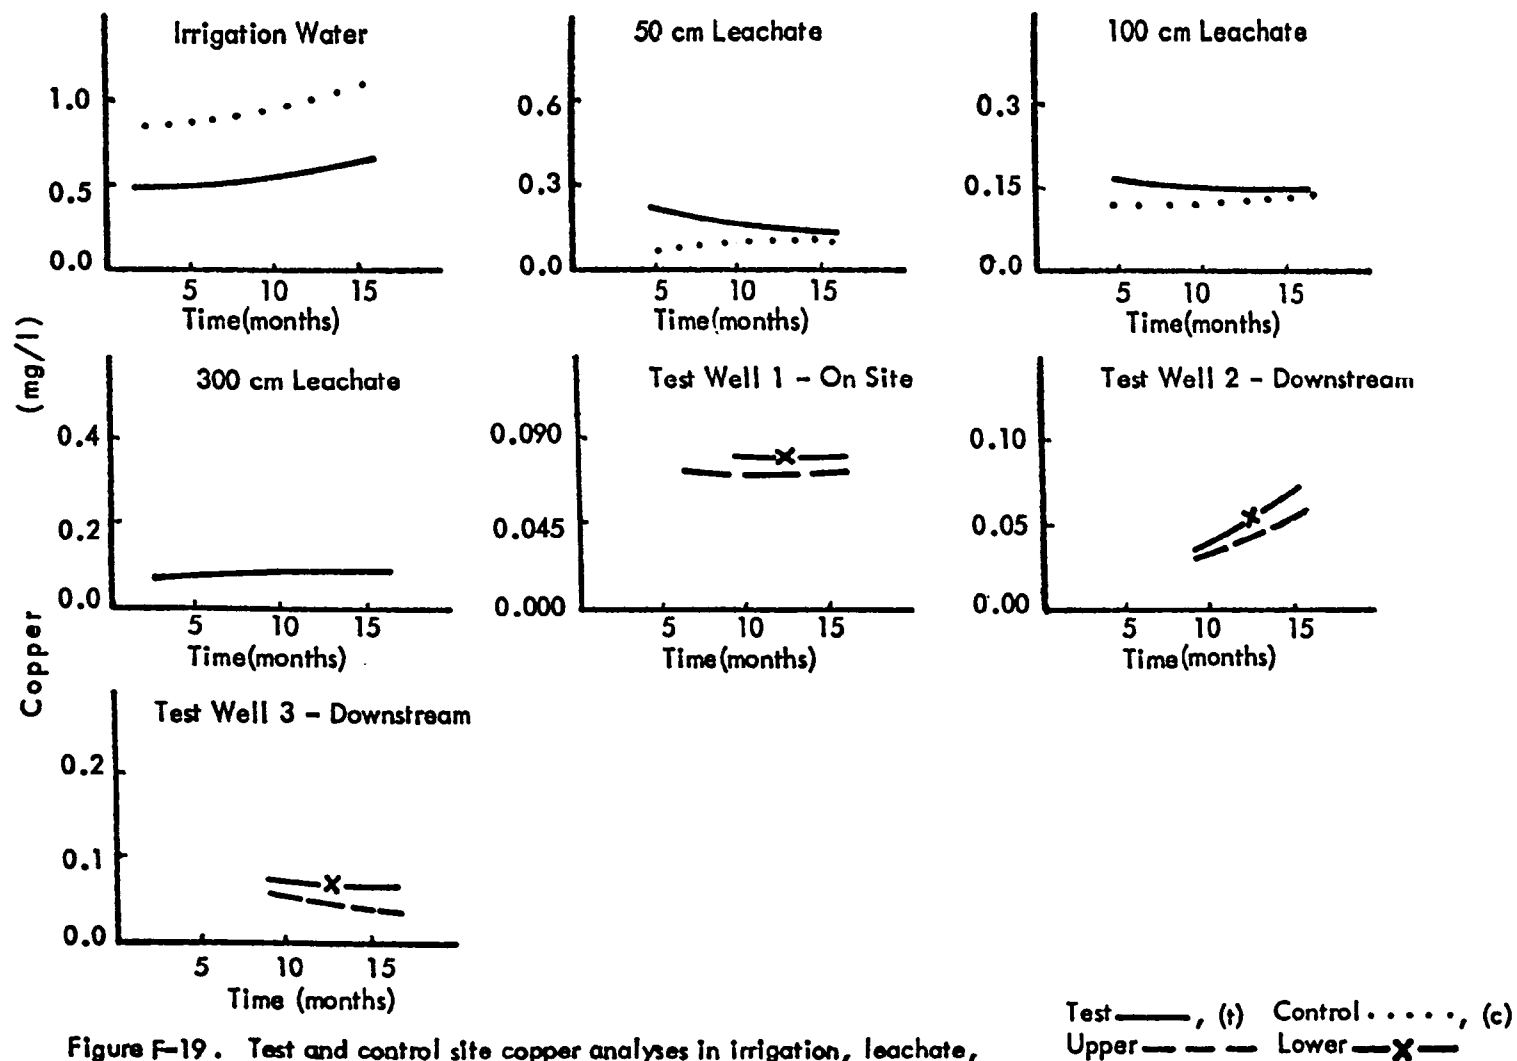 Irrigation Water
1.0
0.5
0.0
5 10 15
Time(months)
50 cm Leachate
0.6
0.3
0.0
5 10 15
Time(months)
100 cm Leachate
0.3
0.15
0.0
5 10 15
Time(months)
Copper (mg/l)
300 cm Leachate
0.4
0.2
0.0
5 10 15
Time(months)
Test Well 1 - On Site
0.090
0.045
0.000
5 10 15
Time(months)
Test Well 2 - Downstream
0.10
0.05
0.00
5 10 15
Time(months)
Test Well 3 - Downstream
0.2
0.1
0.0
5 10 15
Time (months)
Test , (t) Control . . . . . , (c)
Upper Lower X
Figure F-19. Test and control site copper analyses in irrigation, leachate,